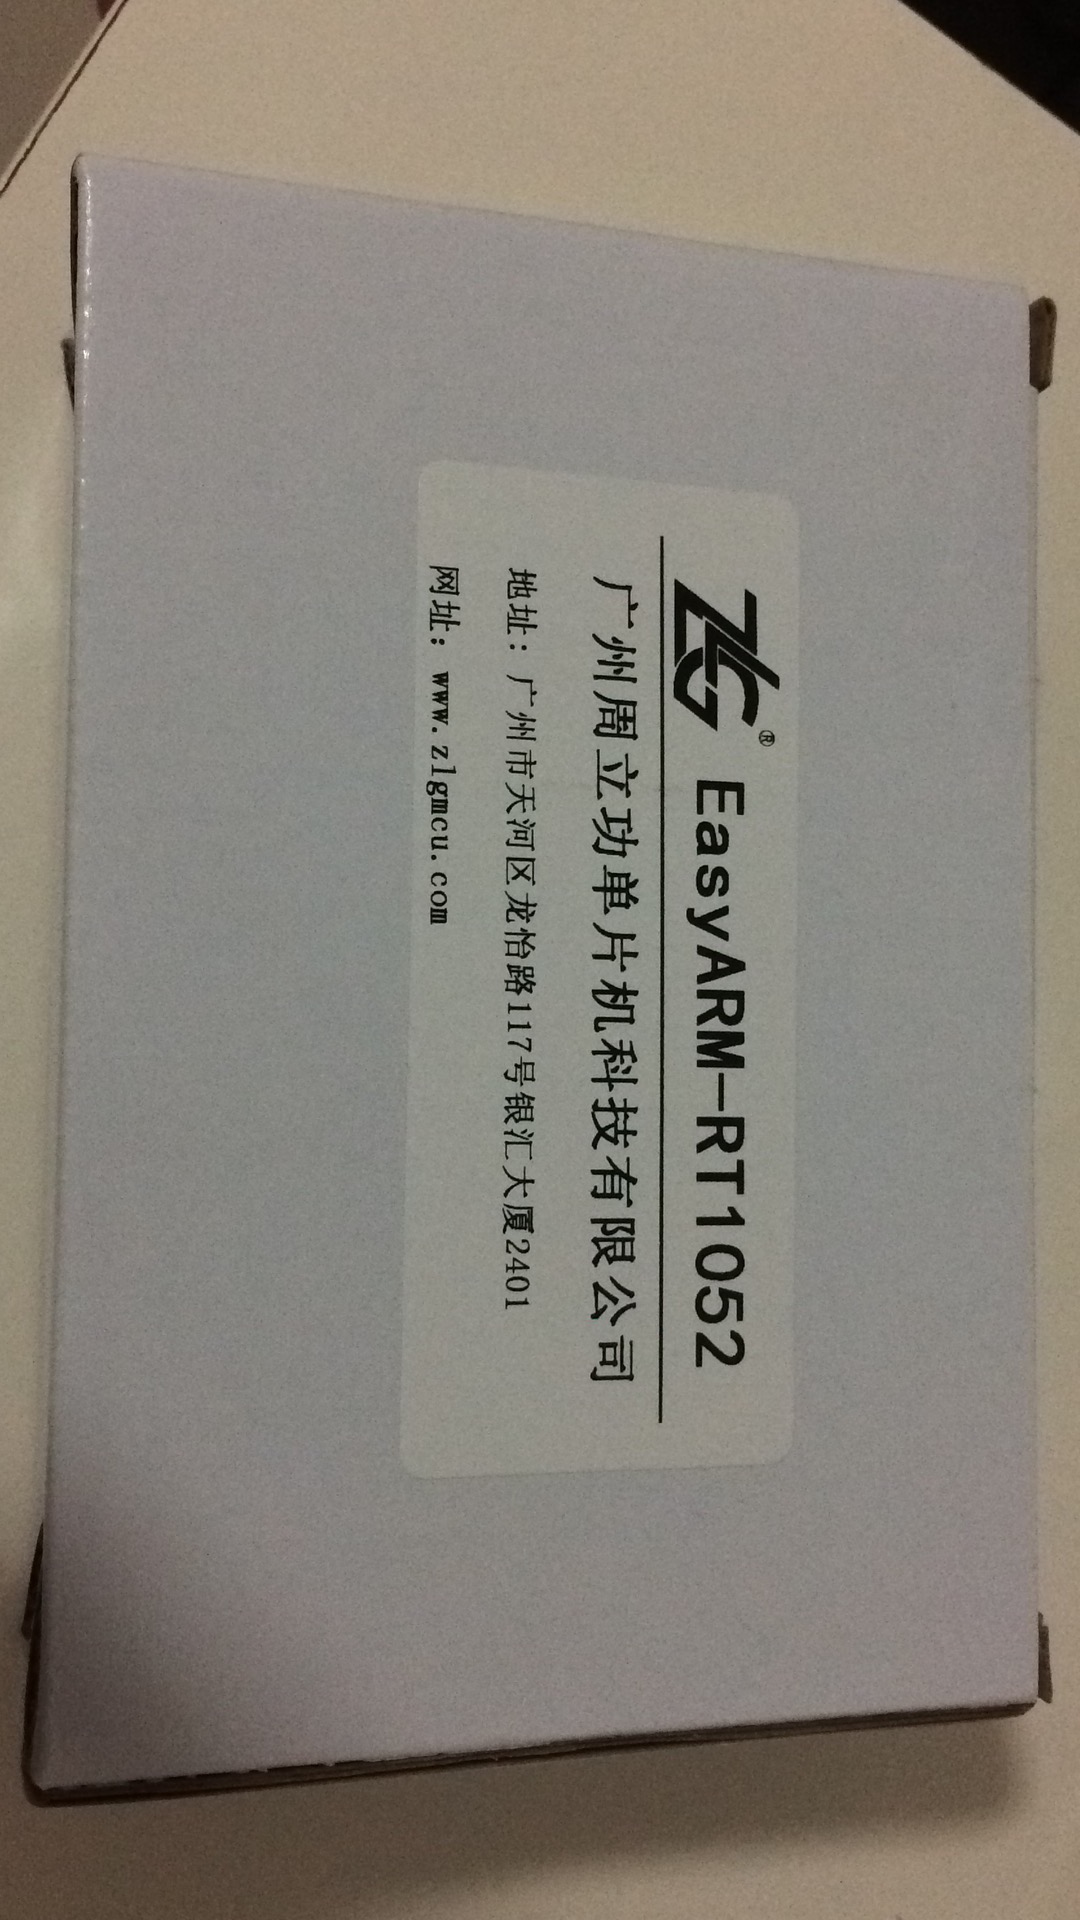 ZLG® EasyARM-RT1052
广州周立功单片机科技有限公司
地址：广州市天河区龙怡路117号银汇大厦2401
网址：www.zlgmcu.com